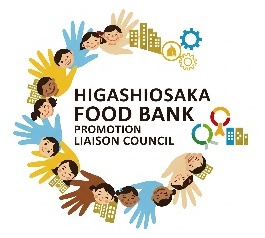 HIGASHIOSAKA
FOOD BANK
PROMOTION
LIAISON COUNCIL